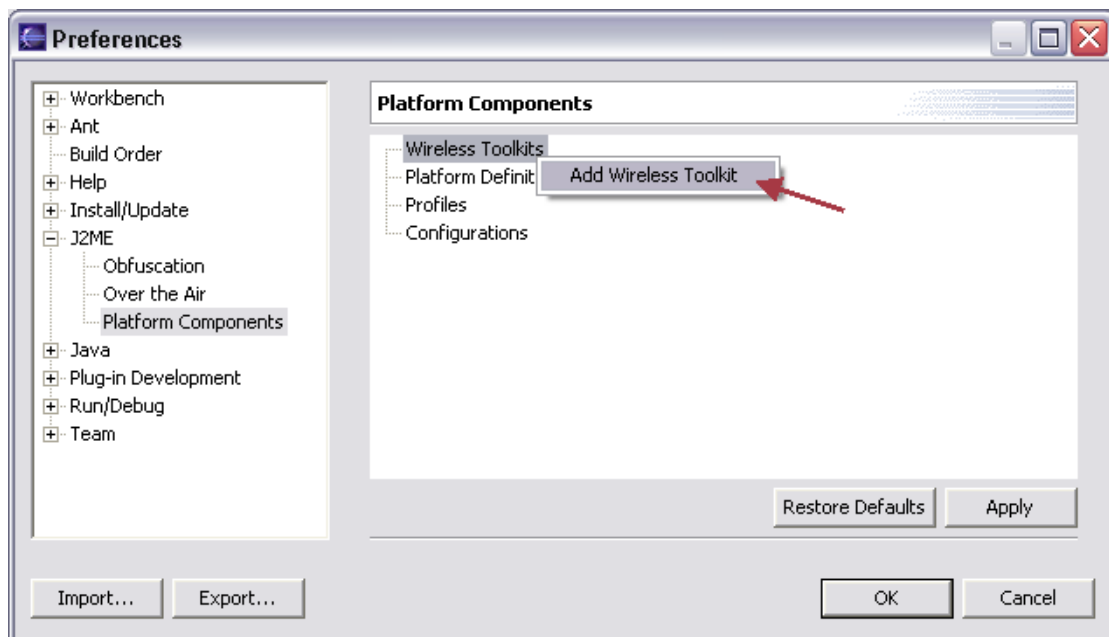 Preferences
Workbench
Ant
Build Order
Help
Install/Update
J2ME
Obfuscation
Over the Air
Platform Components
Java
Plug-in Development
Run/Debug
Team
Platform Components
Wireless Toolkits
Add Wireless Toolkit
Platform Definit
Profiles
Configurations
Restore Defaults
Apply
Import...
Export...
OK
Cancel